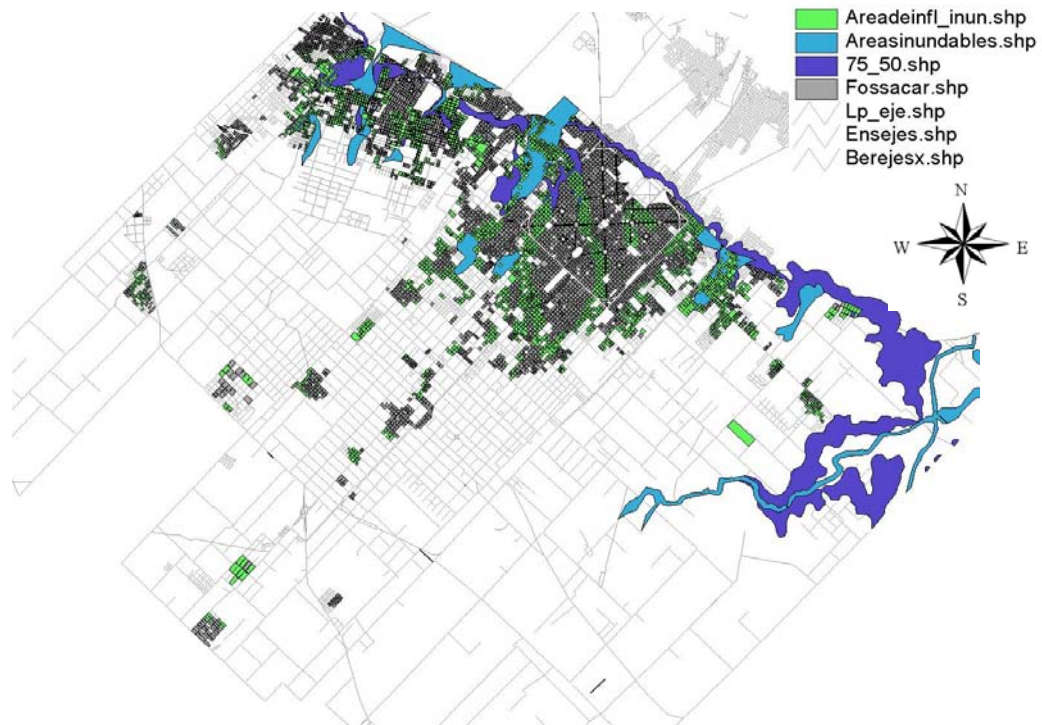 Areadeinfl_inun.shp
Areasinundables.shp
75_50.shp
Fossacar.shp
Lp_eje.shp
Ensejes.shp
Berejesx.shp
N
W E
S